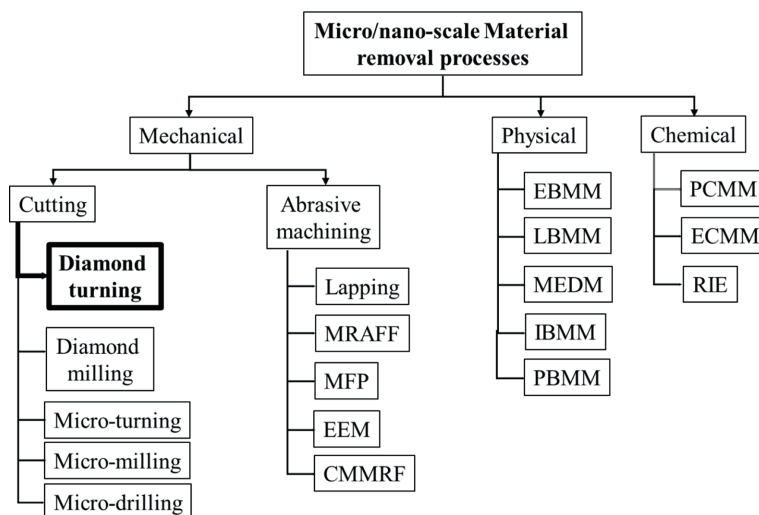 Micro/nano-scale Material
removal processes
Mechanical
Physical
Chemical
Cutting
Abrasive
machining
Diamond
turning
Diamond
milling
Micro-turning
Micro-milling
Micro-drilling
Lapping
MRAFF
MFP
EEM
CMMRF
EBMM
LBMM
MEDM
IBMM
PBMM
PCMM
ECMM
RIE